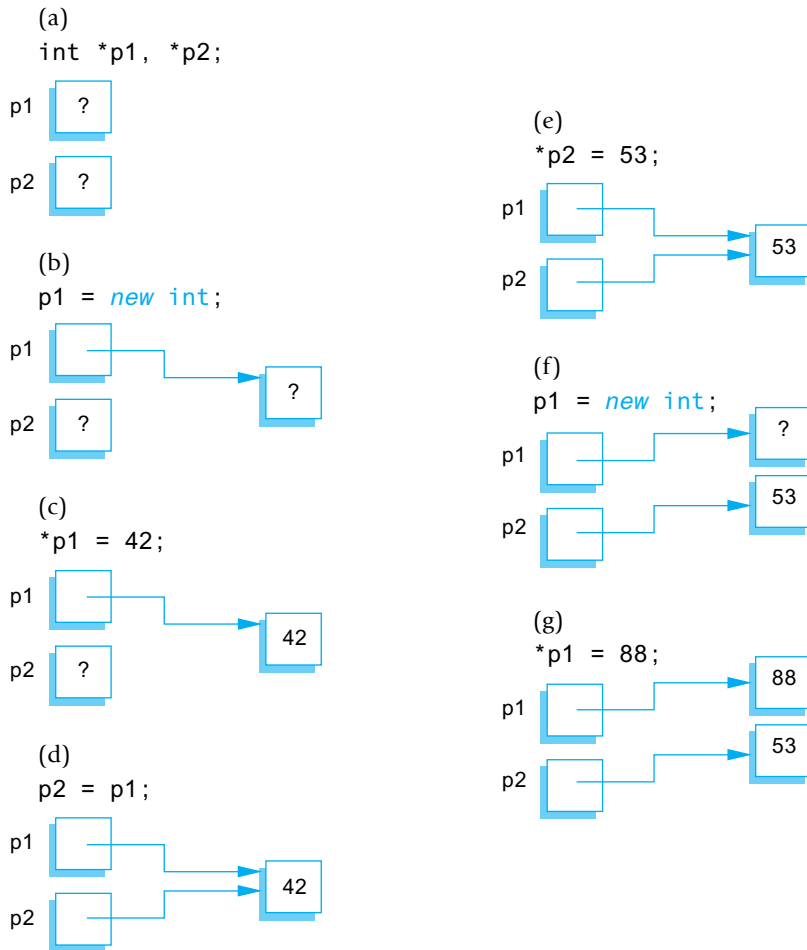 (a)
int *p1, *p2;
p1 ?
p2 ?
(b)
p1 = new int;
p1
?
p2 ?
(c)
*p1 = 42;
p1
42
p2 ?
(d)
p2 = p1;
p1
42
p2
(e)
*p2 = 53;
p1
53
p2
(f)
p1 = new int;
?
p1
53
p2
(g)
*p1 = 88;
88
p1
53
p2